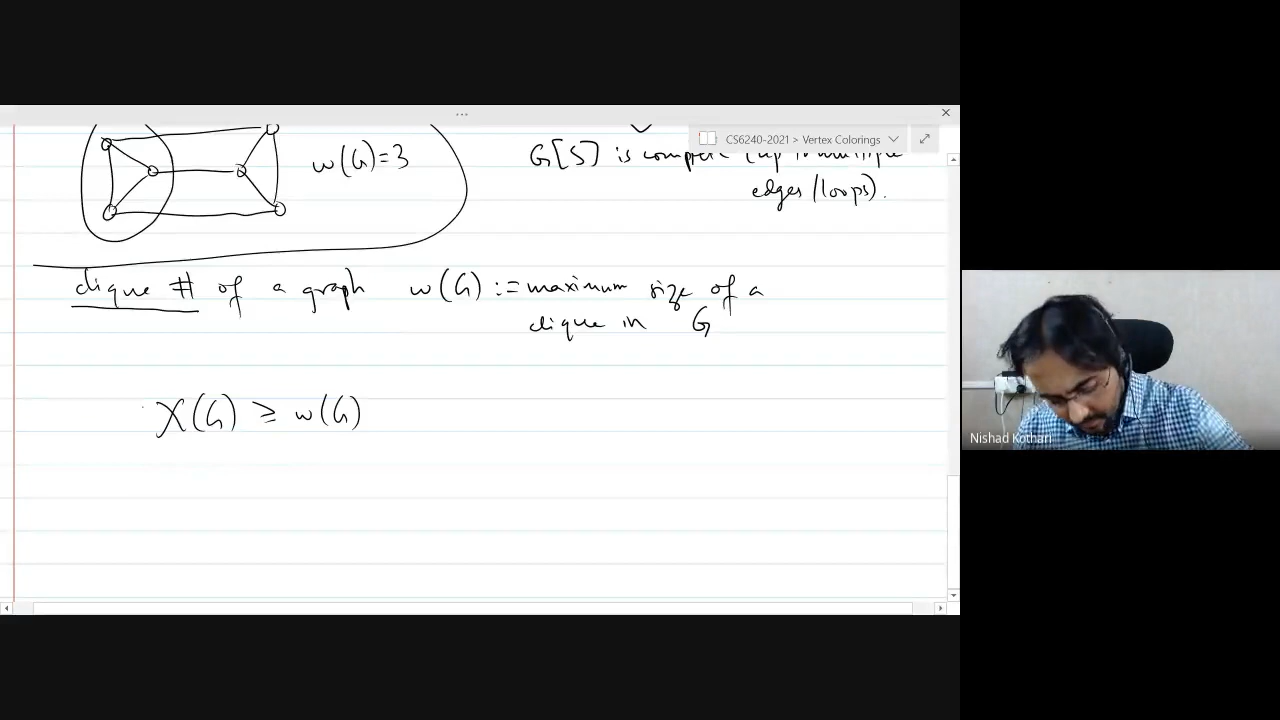 CS6240-2021 > Vertex Colorings
w(G)=3
G[S] is complete (up to multiple
edges/loops).
clique # of a graph w(G) := maximum size of a
clique in G
χ(G) ≥ w(G)
Nishad Kothari